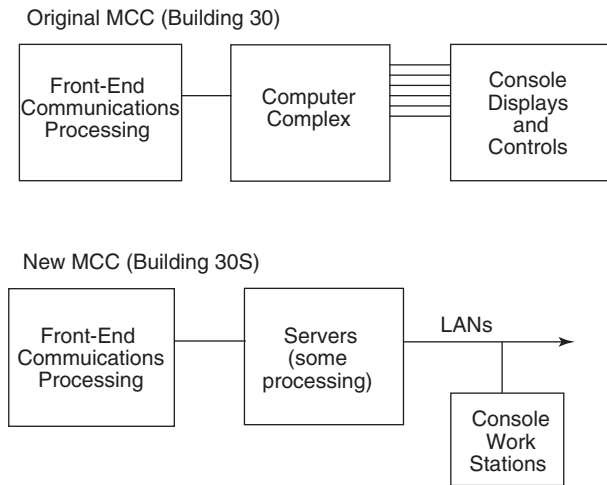 Original MCC (Building 30)
Front-End
Communications
Processing
Computer
Complex
Console
Displays
and
Controls
New MCC (Building 30S)
Front-End
Commuications
Processing
Servers
(some
processing)
LANs
Console
Work
Stations